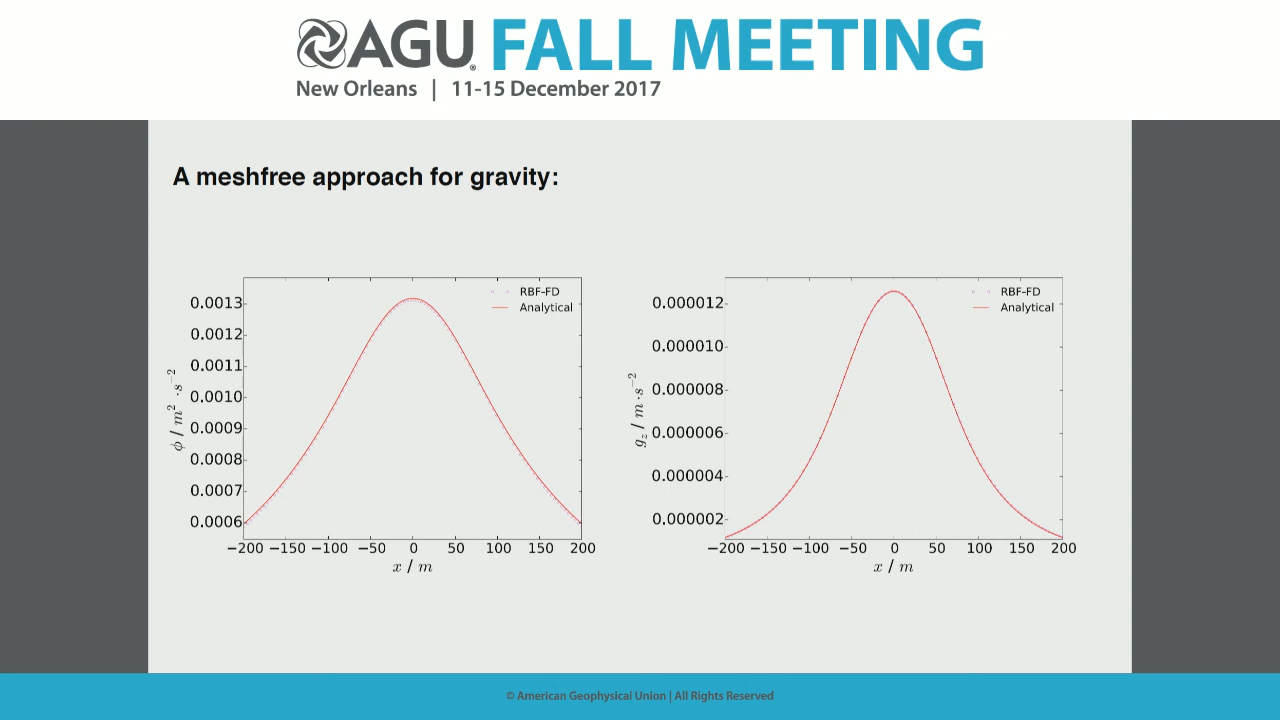 AGU FALL MEETING
New Orleans | 11-15 December 2017
A meshfree approach for gravity:
RBF-FD
Analytical
0.0013
0.0012
0.0011
0.0010
0.0009
0.0008
0.0007
0.0006
ϕ / m² · s⁻²
−200 −150 −100 −50 0 50 100 150 200
x / m
RBF-FD
Analytical
0.000012
0.000010
0.000008
0.000006
0.000004
0.000002
g_z / m · s⁻²
−200 −150 −100 −50 0 50 100 150 200
x / m
© American Geophysical Union | All Rights Reserved